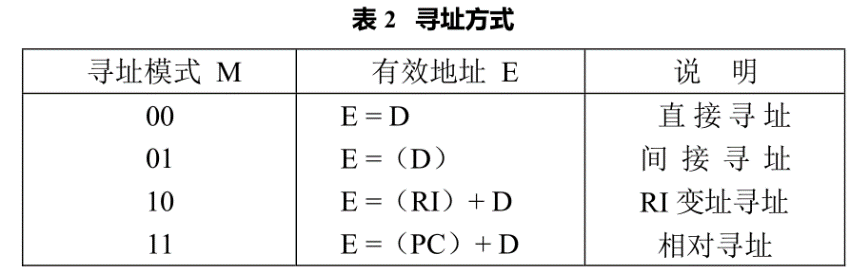 表 2 寻址方式
寻址模式 M 有效地址 E 说 明
00 E = D 直 接 寻 址
01 E =（D） 间 接 寻 址
10 E =（RI）+ D RI 变址寻址
11 E =（PC）+ D 相对寻址